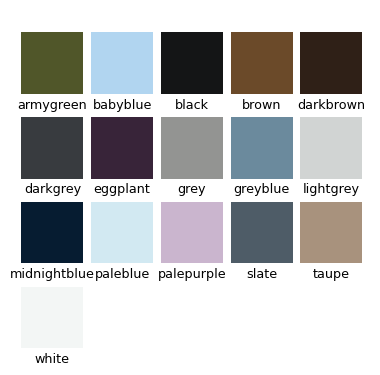 armygreen babyblue black brown darkbrown
darkgrey eggplant grey greyblue lightgrey
midnightblue paleblue palepurple slate taupe
white